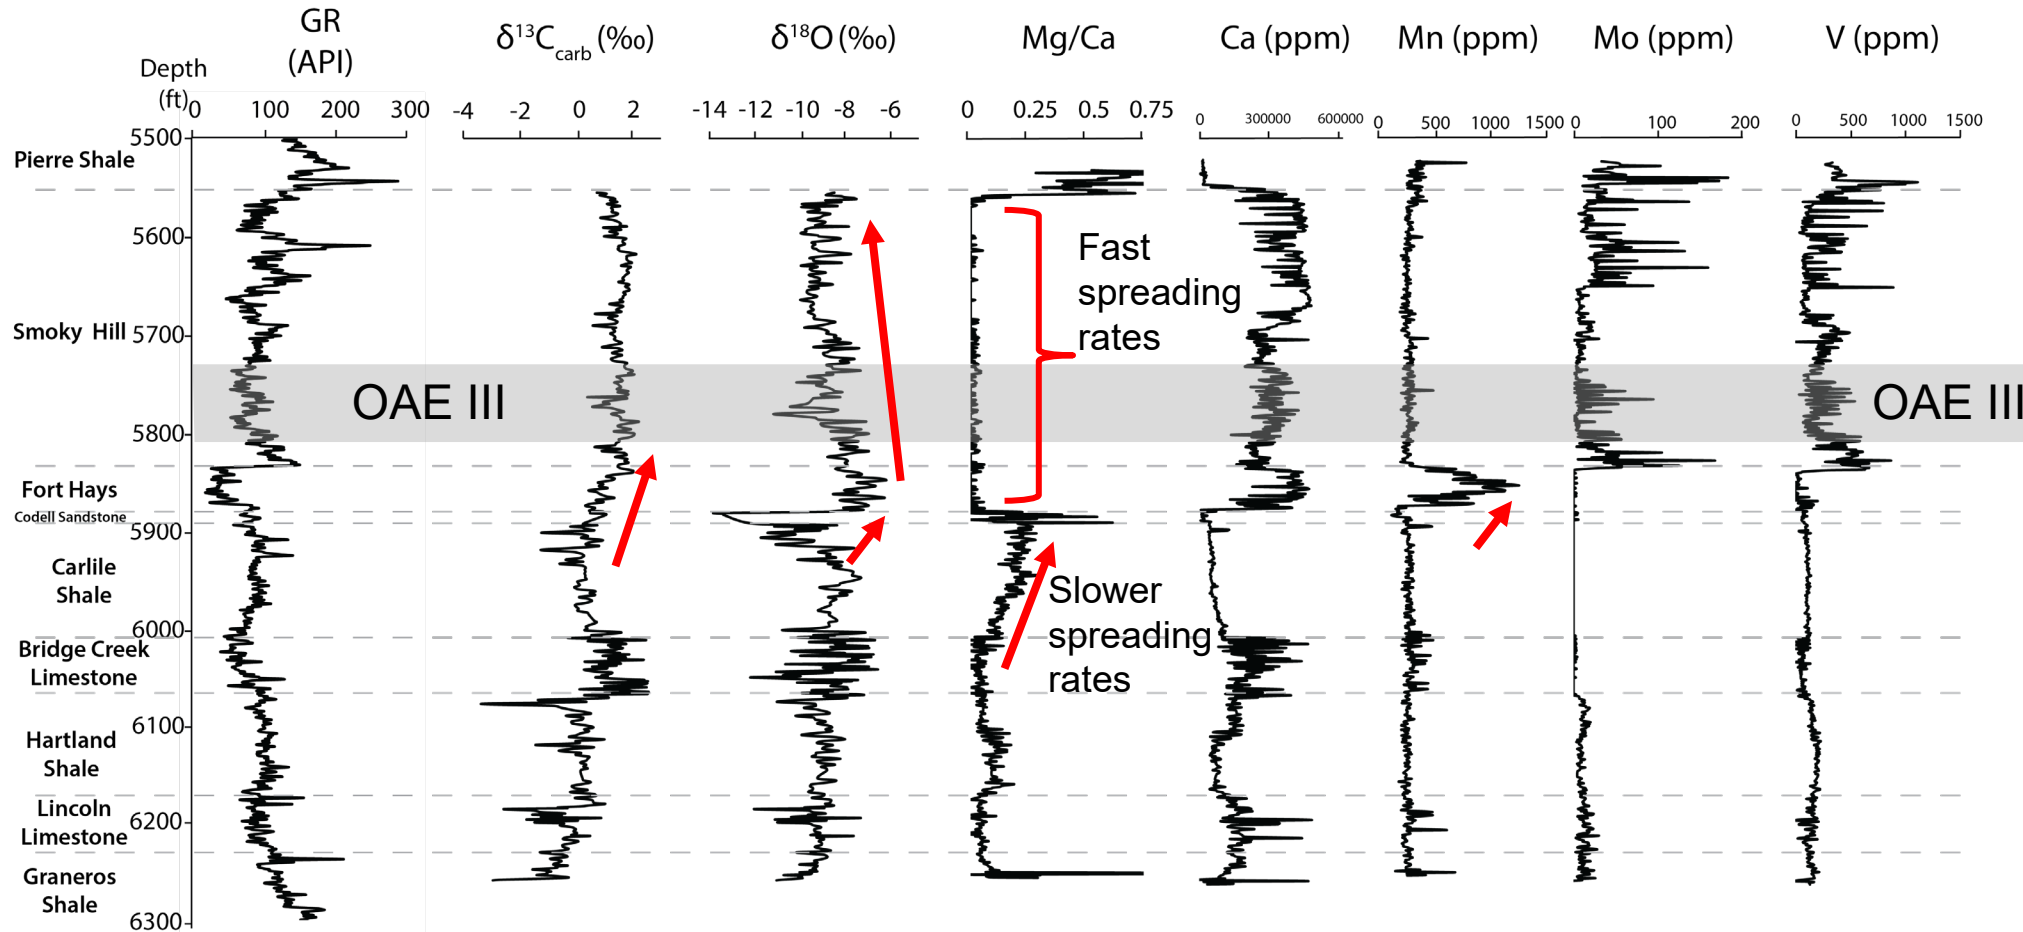 GR
(API)
δ¹³Ccarb (‰)
δ¹⁸O (‰)
Mg/Ca
Ca (ppm)
Mn (ppm)
Mo (ppm)
V (ppm)
Depth
(ft)
0 100 200 300
-4 -2 0 2
-14 -12 -10 -8 -6
0 0.25 0.5 0.75
0 300000 600000
0 500 1000 1500
0 100 200
0 500 1000 1500
5500
Pierre Shale
5600
Fast
spreading
rates
Smoky Hill
5700
OAE III
OAE III
5800
Fort Hays
Codell Sandstone
5900
Carlile
Shale
Slower
spreading
rates
6000
Bridge Creek
Limestone
6100
Hartland
Shale
Lincoln
Limestone
6200
Graneros
Shale
6300